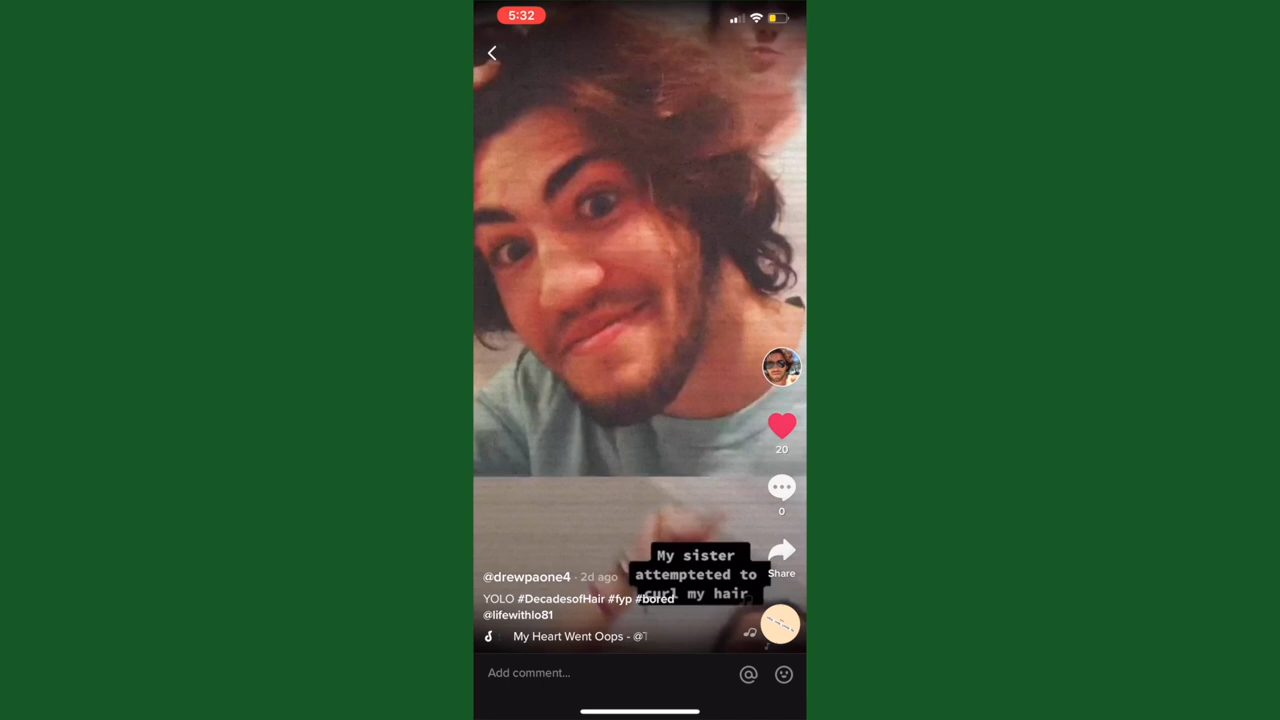 5:32
20
0
Share
My sister
attempteted to
curl my hair
@drewpaone4 · 2d ago
YOLO #DecadesofHair #fyp #bored
@lifewithlo81
My Heart Went Oops - @
Add comment...